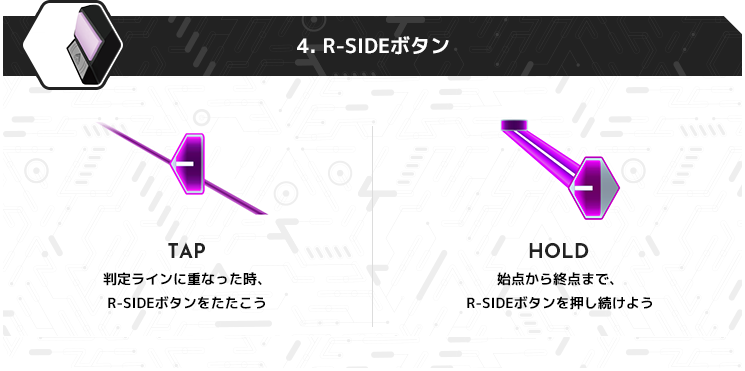 4. R-SIDEボタン
TAP
判定ラインに重なった時、
R-SIDEボタンをたたこう
HOLD
始点から終点まで、
R-SIDEボタンを押し続けよう